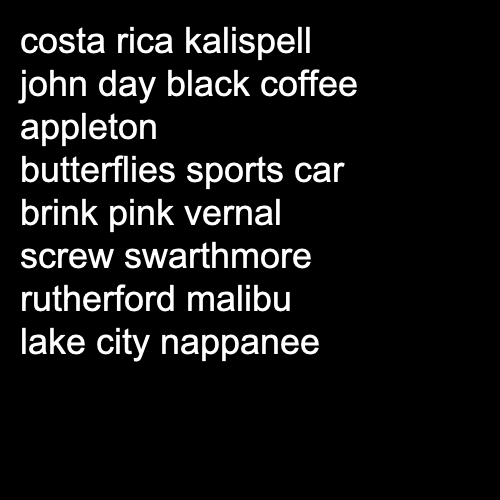 costa rica kalispell
john day black coffee
appleton
butterflies sports car
brink pink vernal
screw swarthmore
rutherford malibu
lake city nappanee